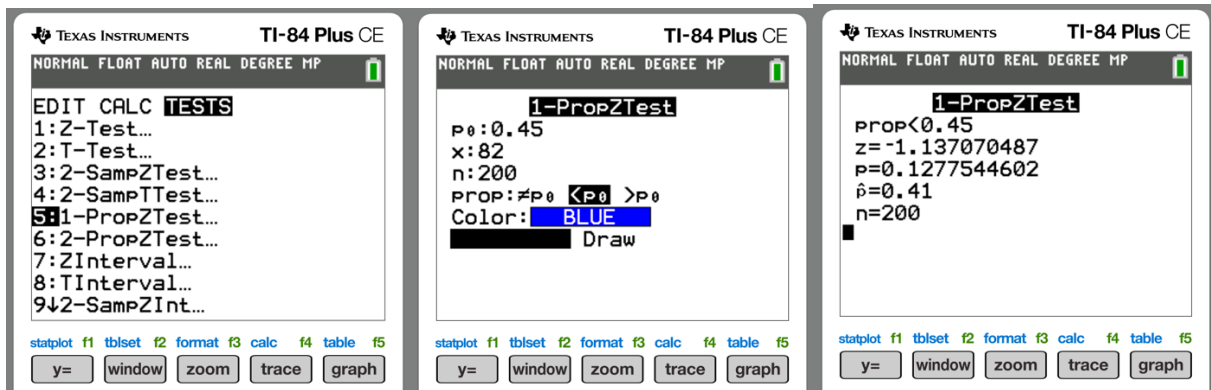 TEXAS INSTRUMENTS TI-84 Plus CE
NORMAL FLOAT AUTO REAL DEGREE MP
EDIT CALC TESTS
1:Z-Test…
2:T-Test…
3:2-SampZTest…
4:2-SampTTest…
5:1-PropZTest…
6:2-PropZTest…
7:ZInterval…
8:TInterval…
9↓2-SampZInt…
statplot f1 tblset f2 format f3 calc f4 table f5
y= window zoom trace graph
TEXAS INSTRUMENTS TI-84 Plus CE
NORMAL FLOAT AUTO REAL DEGREE MP
1-PropZTest
p₀:0.45
x:82
n:200
prop:≠p₀ <p₀ >p₀
Color: BLUE
Draw
statplot f1 tblset f2 format f3 calc f4 table f5
y= window zoom trace graph
TEXAS INSTRUMENTS TI-84 Plus CE
NORMAL FLOAT AUTO REAL DEGREE MP
1-PropZTest
prop<0.45
z=-1.137070487
p=0.1277544602
p̂=0.41
n=200
statplot f1 tblset f2 format f3 calc f4 table f5
y= window zoom trace graph